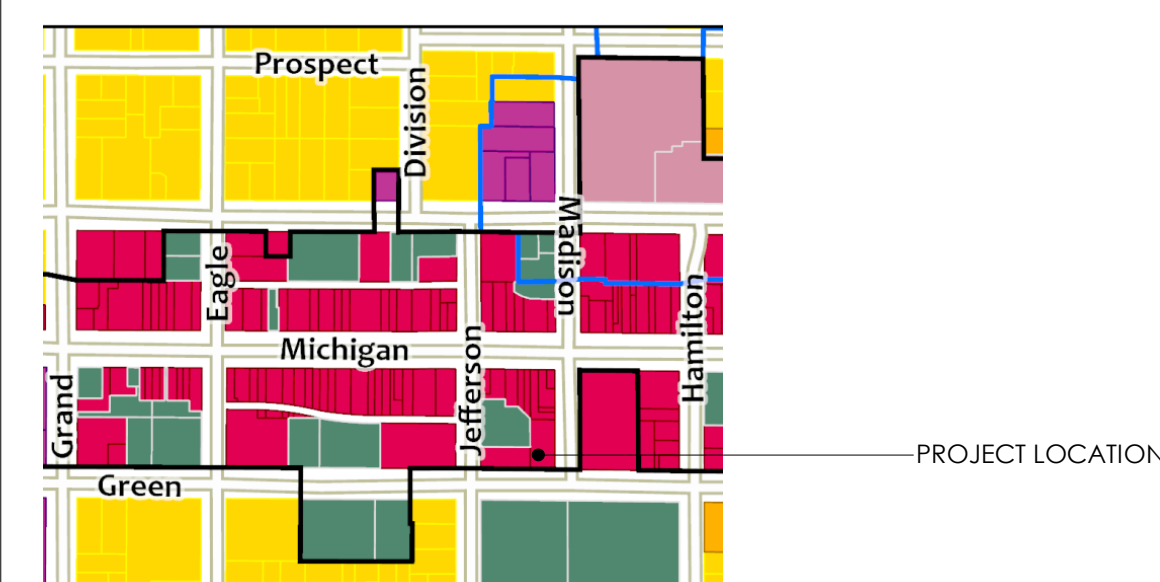 Prospect
Division
Madison
Eagle
Michigan
Jefferson
Hamilton
Grand
PROJECT LOCATION
Green